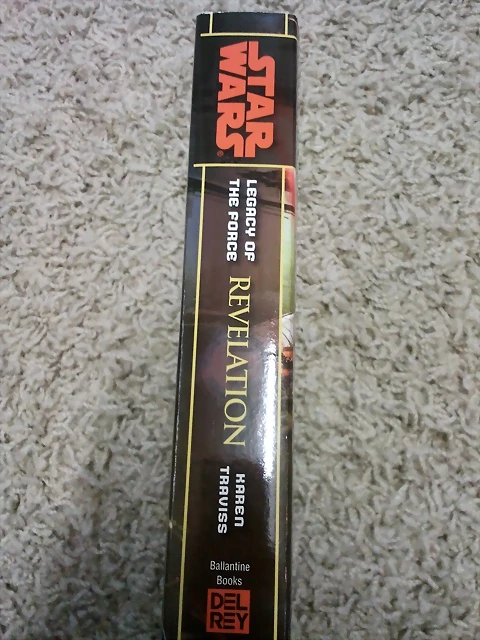 STAR
WARS
LEGACY OF
THE FORCE
REVELATION
KAREN
TRAVISS
Ballantine
Books
DEL
REY